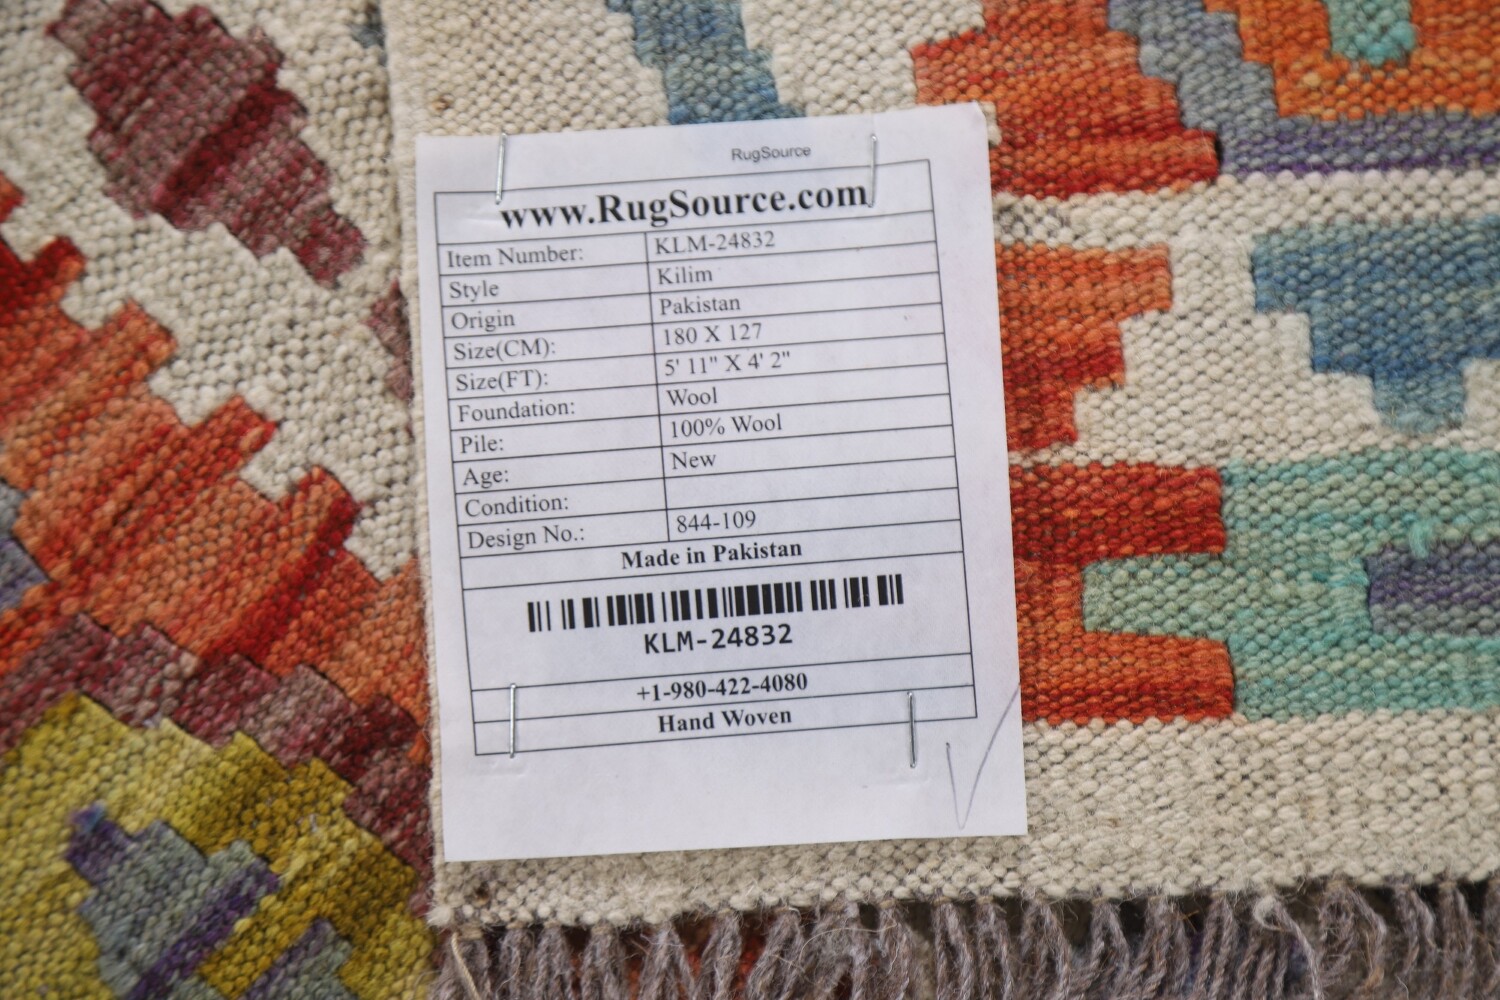 RugSource
www.RugSource.com
Item Number: KLM-24832
Style Kilim
Origin Pakistan
Size(CM): 180 X 127
Size(FT): 5' 11" X 4' 2"
Foundation: Wool
Pile: 100% Wool
Age: New
Condition:
Design No.: 844-109
Made in Pakistan
KLM-24832
+1-980-422-4080
Hand Woven